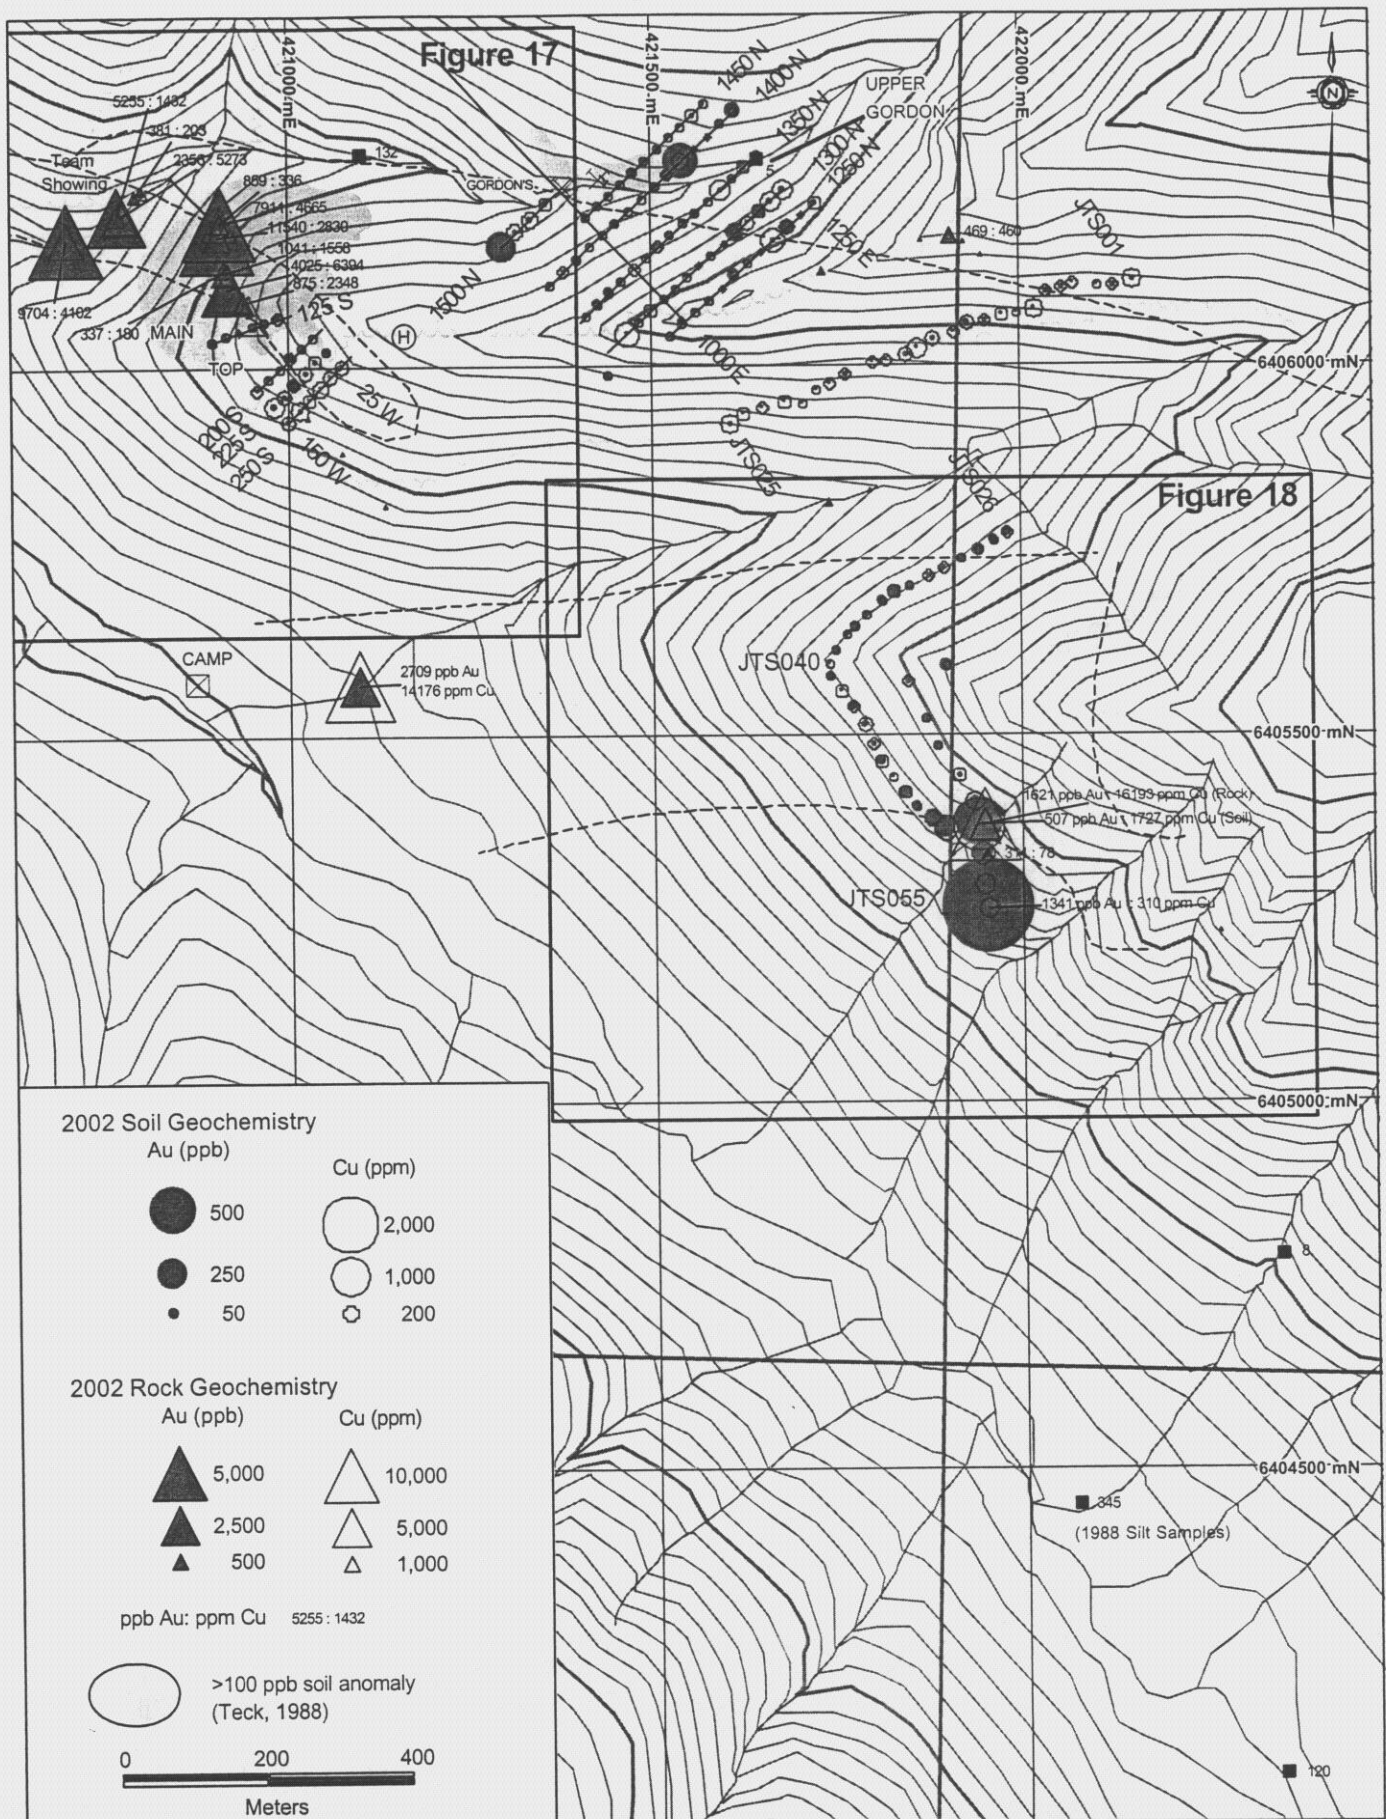 Figure 17
421000·mE
421500·mE
422000·mE
N
1450 N
1400 N
1350 N
1300 N
1250 N
UPPER
GORDON
5255 : 1432
381 : 203
2356 : 5273
Team
Showing
132
859 : 336
GORDON'S
5
7911 : 4665
11540 : 2830
1041 : 1558
4025 : 6394
875 : 2348
1250 E
469 : 460
JTS001
1500 N
9704 : 4102
337 : 180
MAIN
125 S
H
TOP
1000 E
6406000·mN
25 W
200 S
225 S
250 S
150 W
JTS025
JTS026
Figure 18
CAMP
2709 ppb Au
14176 ppm Cu
JTS040
6405500·mN
1621 ppb Au : 16193 ppm Cu (Rock)
507 ppb Au : 1727 ppm Cu (Soil)
: 78
JTS055
1341 ppb Au : 310 ppm Cu
6405000·mN
2002 Soil Geochemistry
Au (ppb)
Cu (ppm)
500
2,000
250
1,000
50
200
8
2002 Rock Geochemistry
Au (ppb)
Cu (ppm)
5,000
10,000
2,500
5,000
500
1,000
6404500·mN
345
(1988 Silt Samples)
ppb Au: ppm Cu 5255 : 1432
>100 ppb soil anomaly
(Teck, 1988)
0 200 400
Meters
120